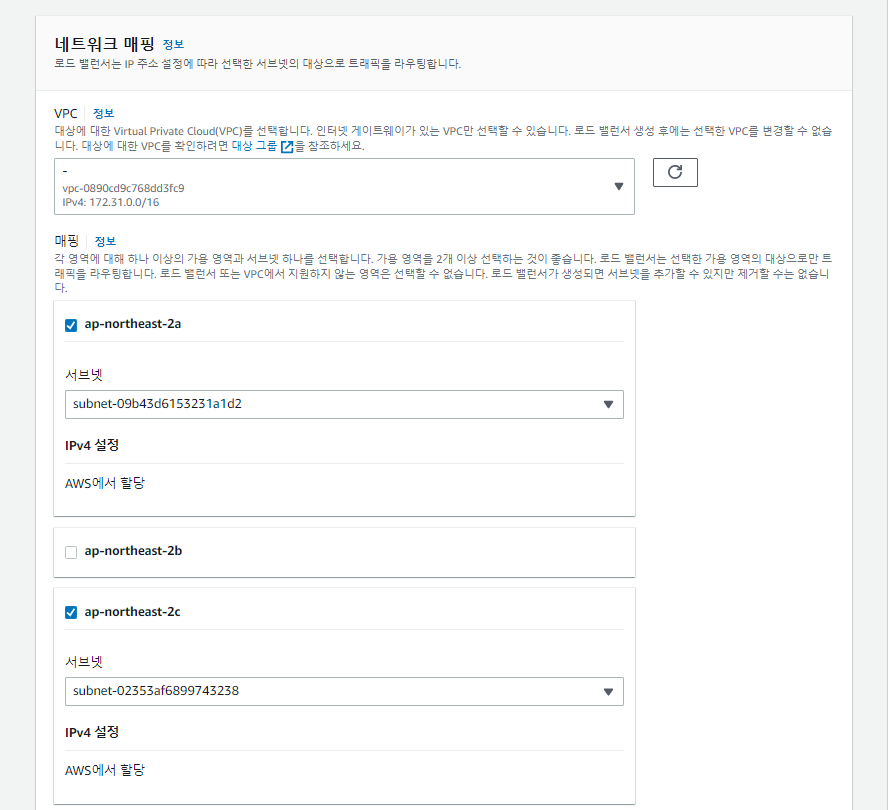 네트워크 매핑 정보
로드 밸런서는 IP 주소 설정에 따라 선택한 서브넷의 대상으로 트래픽을 라우팅합니다.
VPC 정보
대상에 대한 Virtual Private Cloud(VPC)를 선택합니다. 인터넷 게이트웨이가 있는 VPC만 선택할 수 있습니다. 로드 밸런서 생성 후에는 선택한 VPC를 변경할 수 없습
니다. 대상에 대한 VPC를 확인하려면 대상 그룹을 참조하세요.
-
vpc-0890cd9c768dd3fc9
IPv4: 172.31.0.0/16
매핑 정보
각 영역에 대해 하나 이상의 가용 영역과 서브넷 하나를 선택합니다. 가용 영역을 2개 이상 선택하는 것이 좋습니다. 로드 밸런서는 선택한 가용 영역의 대상으로만 트
래픽을 라우팅합니다. 로드 밸런서 또는 VPC에서 지원하지 않는 영역은 선택할 수 없습니다. 로드 밸런서가 생성되면 서브넷을 추가할 수 있지만 제거할 수는 없습니
다.
ap-northeast-2a
서브넷
subnet-09b43d6153231a1d2
IPv4 설정
AWS에서 할당
ap-northeast-2b
ap-northeast-2c
서브넷
subnet-02353af6899743238
IPv4 설정
AWS에서 할당